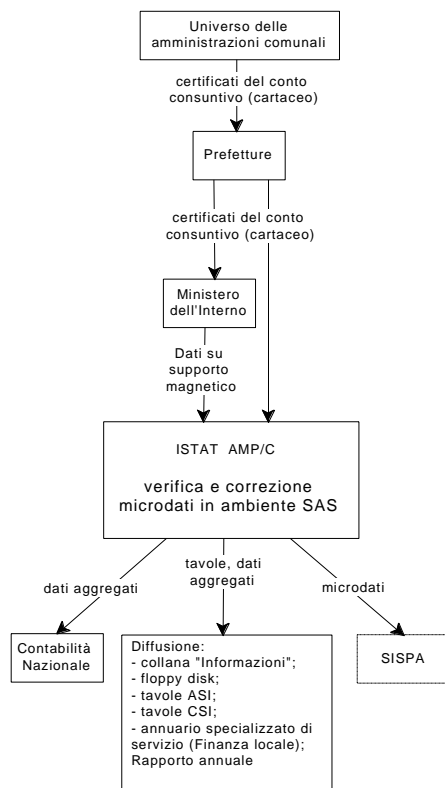 Universo delle
amministrazioni comunali
certificati del conto
consuntivo (cartaceo)
Prefetture
certificati del conto
consuntivo (cartaceo)
Ministero
dell'Interno
Dati su
supporto
magnetico
ISTAT AMP/C
verifica e correzione
microdati in ambiente SAS
dati aggregati
tavole, dati
aggregati
microdati
Contabilità
Nazionale
Diffusione:
- collana "Informazioni";
- floppy disk;
- tavole ASI;
- tavole CSI;
- annuario specializzato di
servizio (Finanza locale);
Rapporto annuale
SISPA